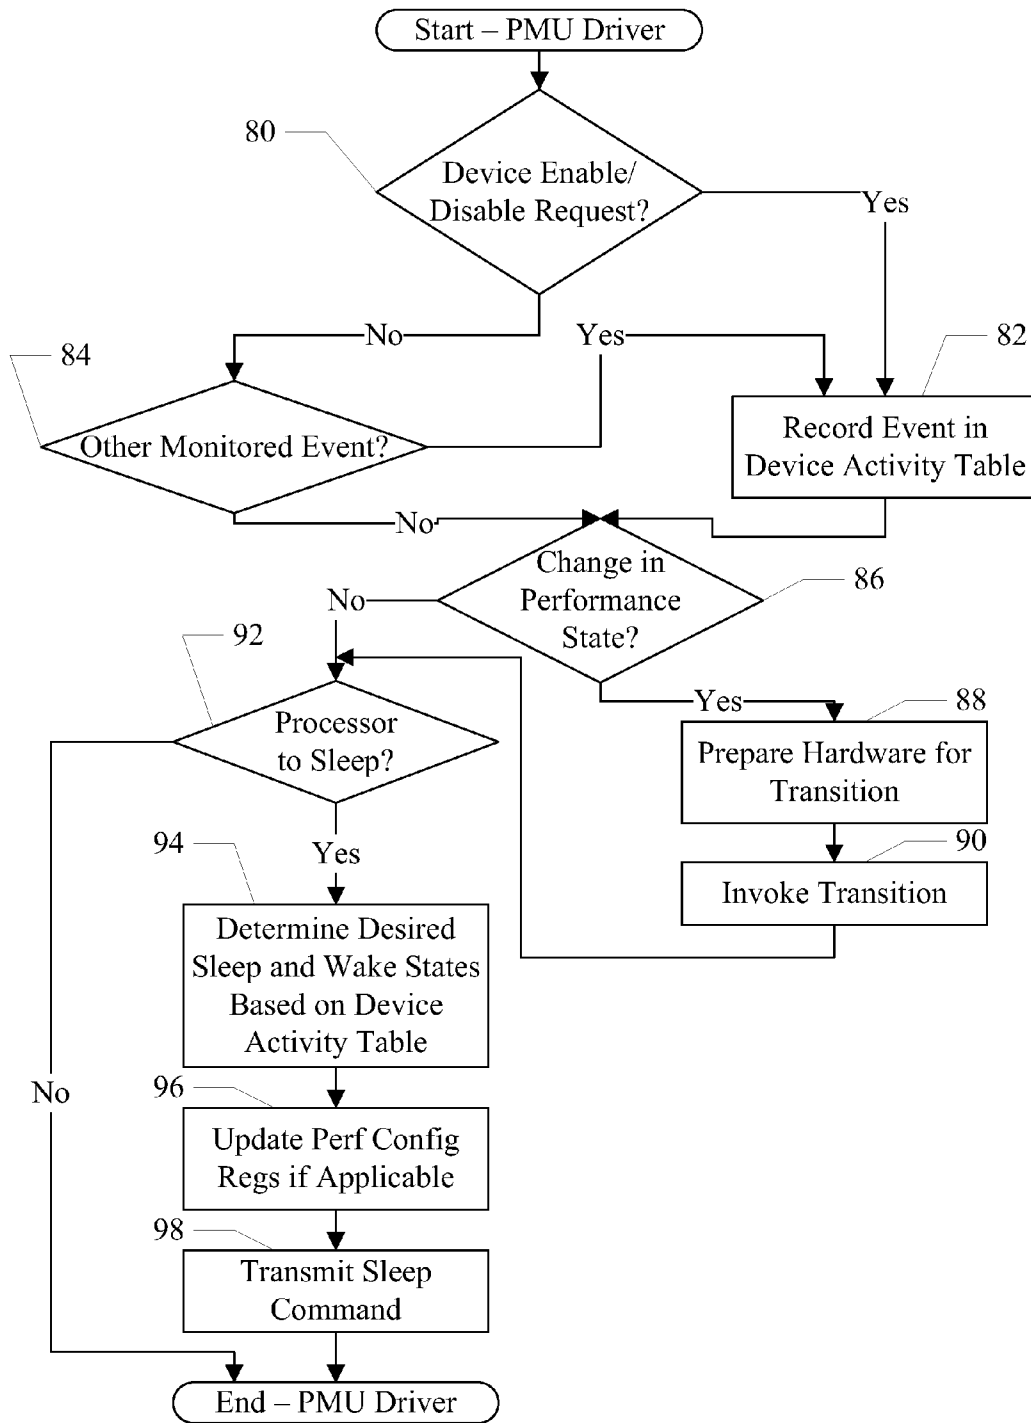 Start – PMU Driver
80
Device Enable/
Disable Request?
Yes
No
Yes
84
82
Other Monitored Event?
Record Event in
Device Activity Table
No
Change in
Performance
State?
86
No
92
Yes
88
Processor
to Sleep?
Prepare Hardware for
Transition
94
Yes
90
Invoke Transition
Determine Desired
Sleep and Wake States
Based on Device
Activity Table
No
96
Update Perf Config
Regs if Applicable
98
Transmit Sleep
Command
End – PMU Driver